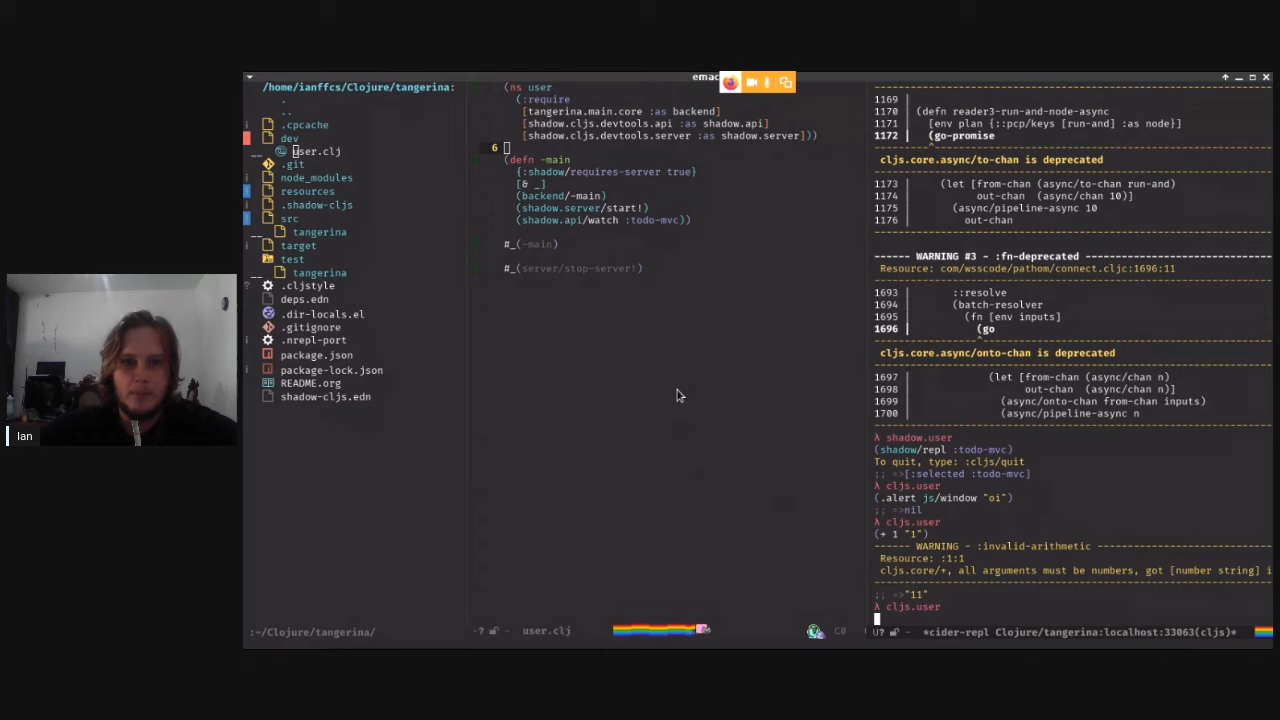 emac
/home/ianffcs/Clojure/tangerina:
.
..
.cpcache
dev
user.clj
.git
node_modules
resources
.shadow-cljs
src
tangerina
target
test
tangerina
.cljstyle
deps.edn
.dir-locals.el
.gitignore
.nrepl-port
package.json
package-lock.json
README.org
shadow-cljs.edn
:~/Clojure/tangerina/
Ian
(ns user
(:require
[tangerina.main.core :as backend]
[shadow.cljs.devtools.api :as shadow.api]
[shadow.cljs.devtools.server :as shadow.server]))
6
(defn -main
{:shadow/requires-server true}
[& _]
(backend/-main)
(shadow.server/start!)
(shadow.api/watch :todo-mvc))
#_(-main)
#_(server/stop-server!)
user.clj
C0
1169 |
1170 | (defn reader3-run-and-node-async
1171 | [env plan {::pcp/keys [run-and] :as node}]
1172 | (go-promise
^
cljs.core.async/to-chan is deprecated
1173 | (let [from-chan (async/to-chan run-and)
1174 | out-chan (async/chan 10)]
1175 | (async/pipeline-async 10
1176 | out-chan
------ WARNING #3 - :fn-deprecated
Resource: com/wsscode/pathom/connect.cljc:1696:11
1693 | ::resolve
1694 | (batch-resolver
1695 | (fn [env inputs]
1696 | (go
^
cljs.core.async/onto-chan is deprecated
1697 | (let [from-chan (async/chan n)
1698 | out-chan (async/chan n)]
1699 | (async/onto-chan from-chan inputs)
1700 | (async/pipeline-async n
λ shadow.user
(shadow/repl :todo-mvc)
To quit, type: :cljs/quit
;; =>[:selected :todo-mvc]
λ cljs.user
(.alert js/window "oi")
;; =>nil
λ cljs.user
(+ 1 "1")
------ WARNING - :invalid-arithmetic
Resource: :1:1
cljs.core/+, all arguments must be numbers, got [number string] i
;; =>"11"
λ cljs.user
U? *cider-repl Clojure/tangerina:localhost:33063(cljs)*